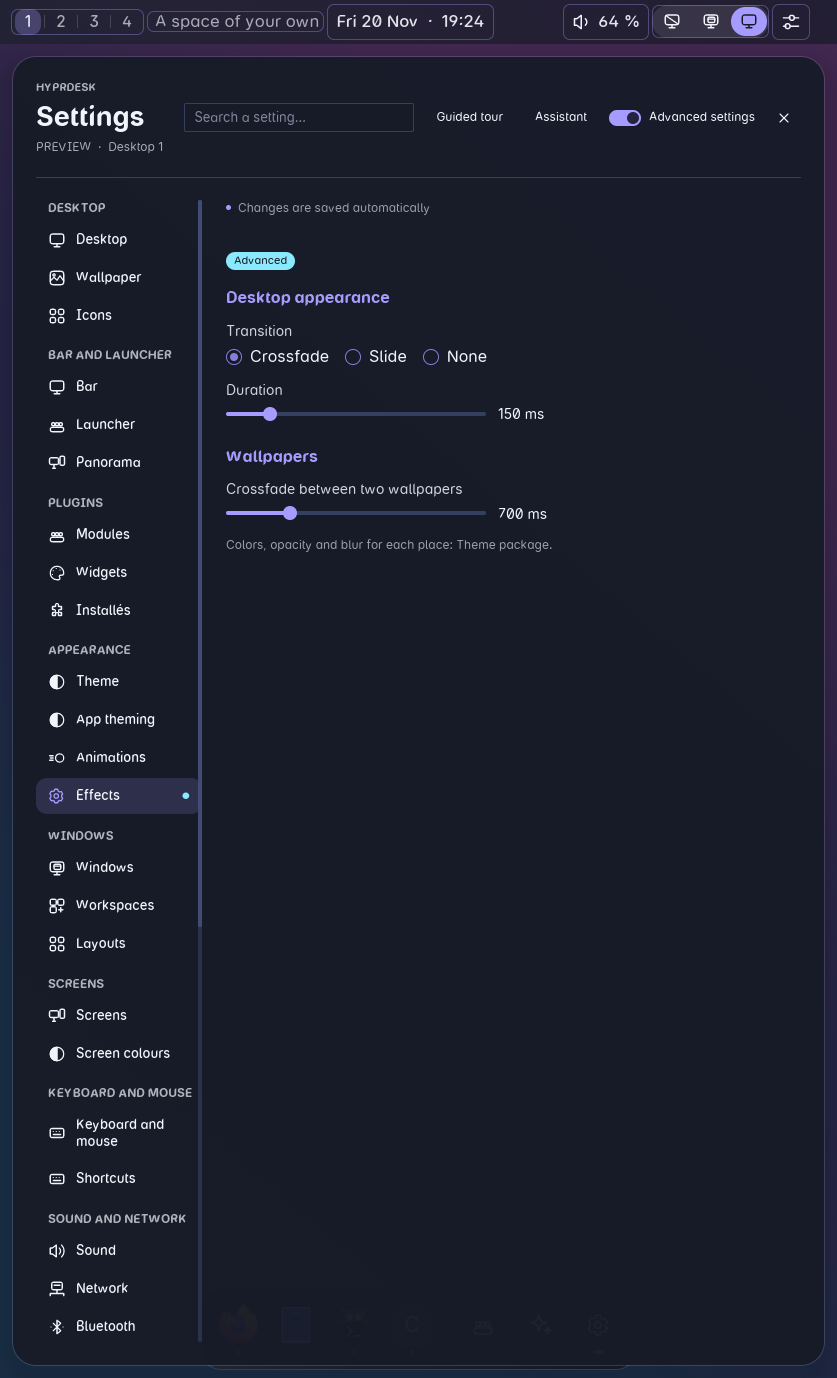 1 2 3 4 A space of your own Fri 20 Nov · 19:24 64 %
HYPRDESK
Settings
Search a setting...
Guided tour
Assistant
Advanced settings
PREVIEW · Desktop 1
DESKTOP
Desktop
Wallpaper
Icons
BAR AND LAUNCHER
Bar
Launcher
Panorama
PLUGINS
Modules
Widgets
Installés
APPEARANCE
Theme
App theming
Animations
Effects
WINDOWS
Windows
Workspaces
Layouts
SCREENS
Screens
Screen colours
KEYBOARD AND MOUSE
Keyboard and
mouse
Shortcuts
SOUND AND NETWORK
Sound
Network
Bluetooth
Changes are saved automatically
Advanced
Desktop appearance
Transition
Crossfade Slide None
Duration
150 ms
Wallpapers
Crossfade between two wallpapers
700 ms
Colors, opacity and blur for each place: Theme package.